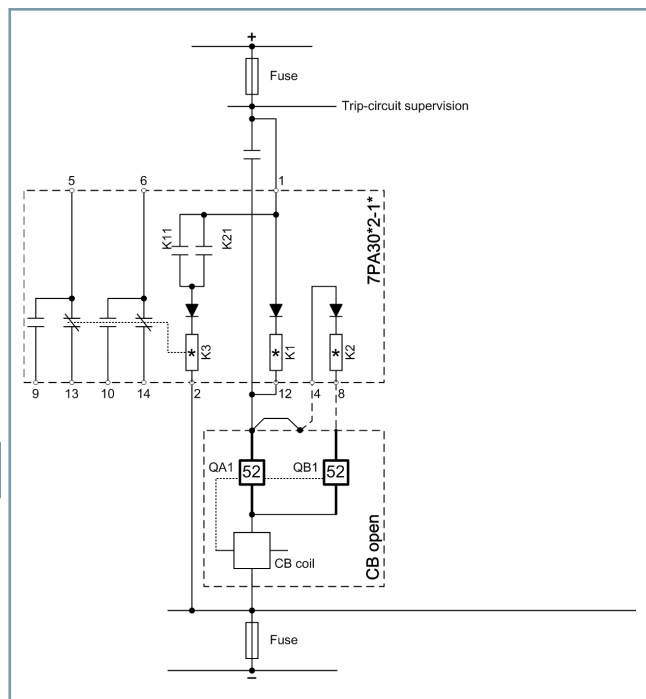 +
Fuse
Trip-circuit supervision
5 6 1
7PA30*2-1*
K11 K21
* K3 * K1 * K2
9 13 10 14 2 12 4 8
QA1 52 QB1 52
CB open
CB coil
Fuse
–